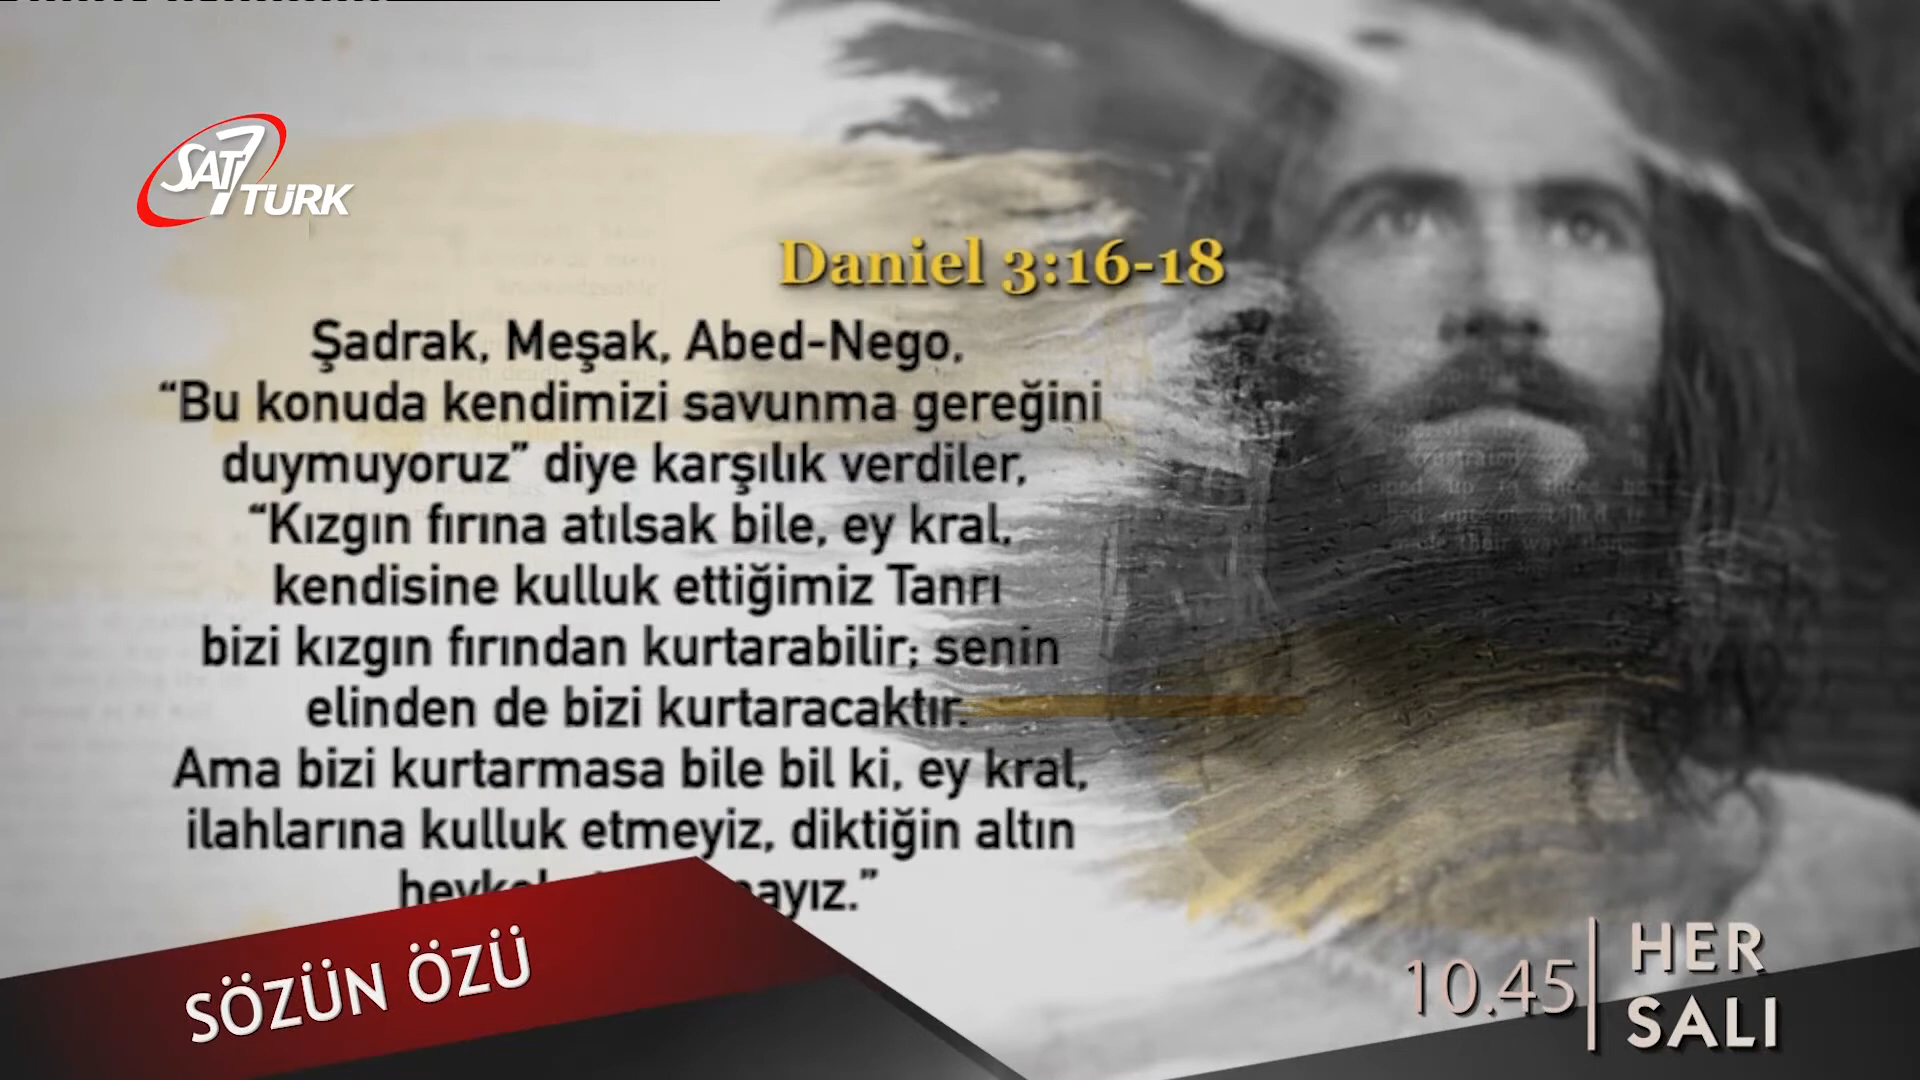 SAT7 TÜRK
Daniel 3:16-18
Şadrak, Meşak, Abed-Nego,
“Bu konuda kendimizi savunma gereğini
duymuyoruz” diye karşılık verdiler,
“Kızgın fırına atılsak bile, ey kral,
kendisine kulluk ettiğimiz Tanrı
bizi kızgın fırından kurtarabilir; senin
elinden de bizi kurtaracaktır.
Ama bizi kurtarmasa bile bil ki, ey kral,
ilahlarına kulluk etmeyiz, diktiğin altın
SÖZÜN ÖZÜ
10.45
HER
SALI